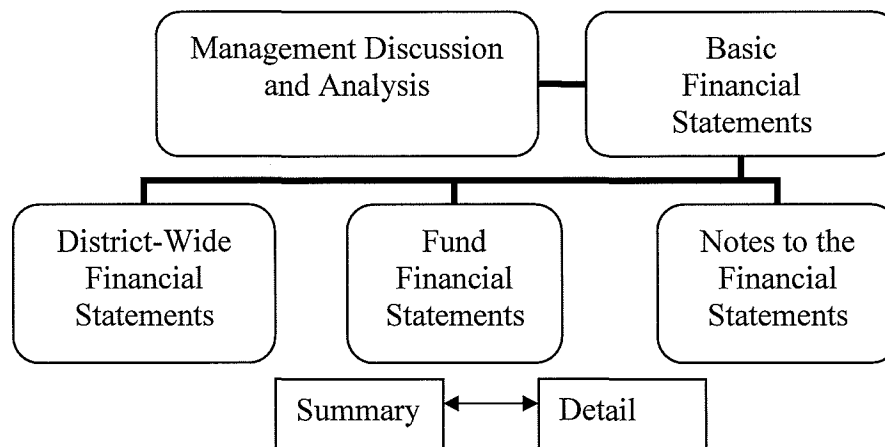 Management Discussion
and Analysis
Basic
Financial
Statements
District-Wide
Financial
Statements
Fund
Financial
Statements
Notes to the
Financial
Statements
Summary
Detail